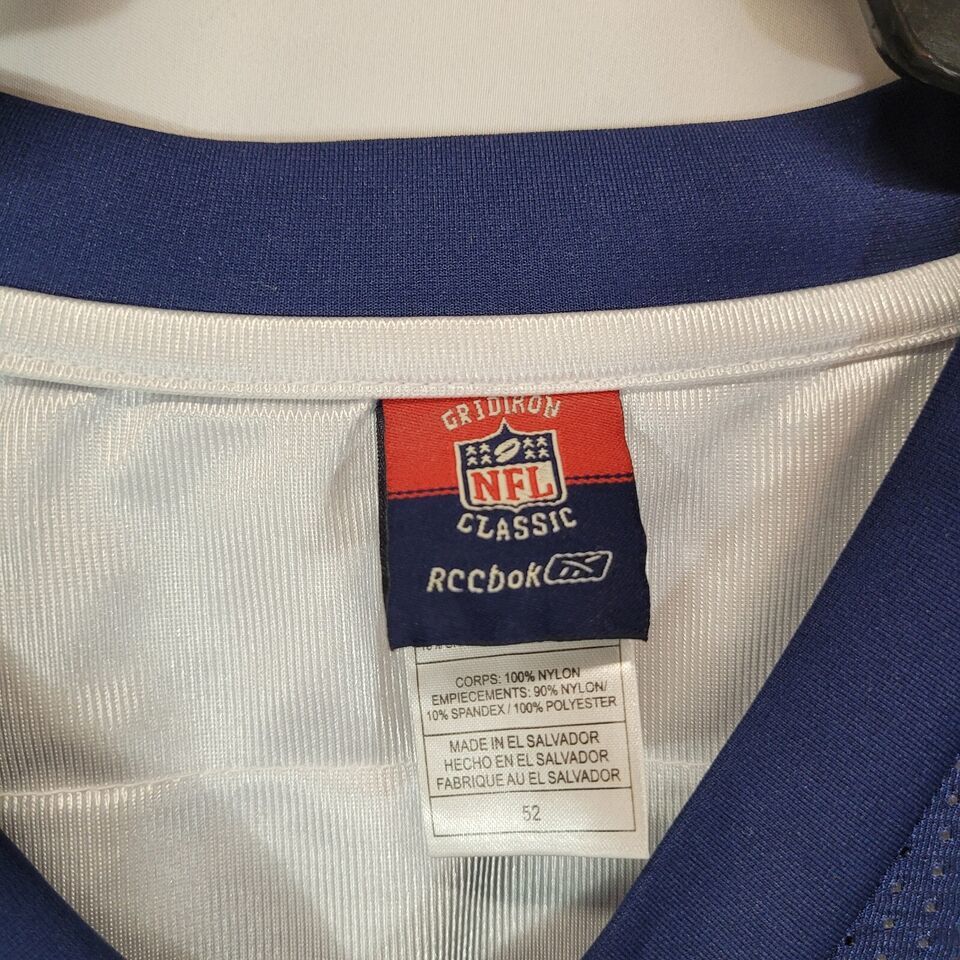 GRIDIRON
NFL
CLASSIC
Reebok
CORPS: 100% NYLON
EMPIECEMENTS: 90% NYLON/
10% SPANDEX / 100% POLYESTER
MADE IN EL SALVADOR
HECHO EN EL SALVADOR
FABRIQUE AU EL SALVADOR
52